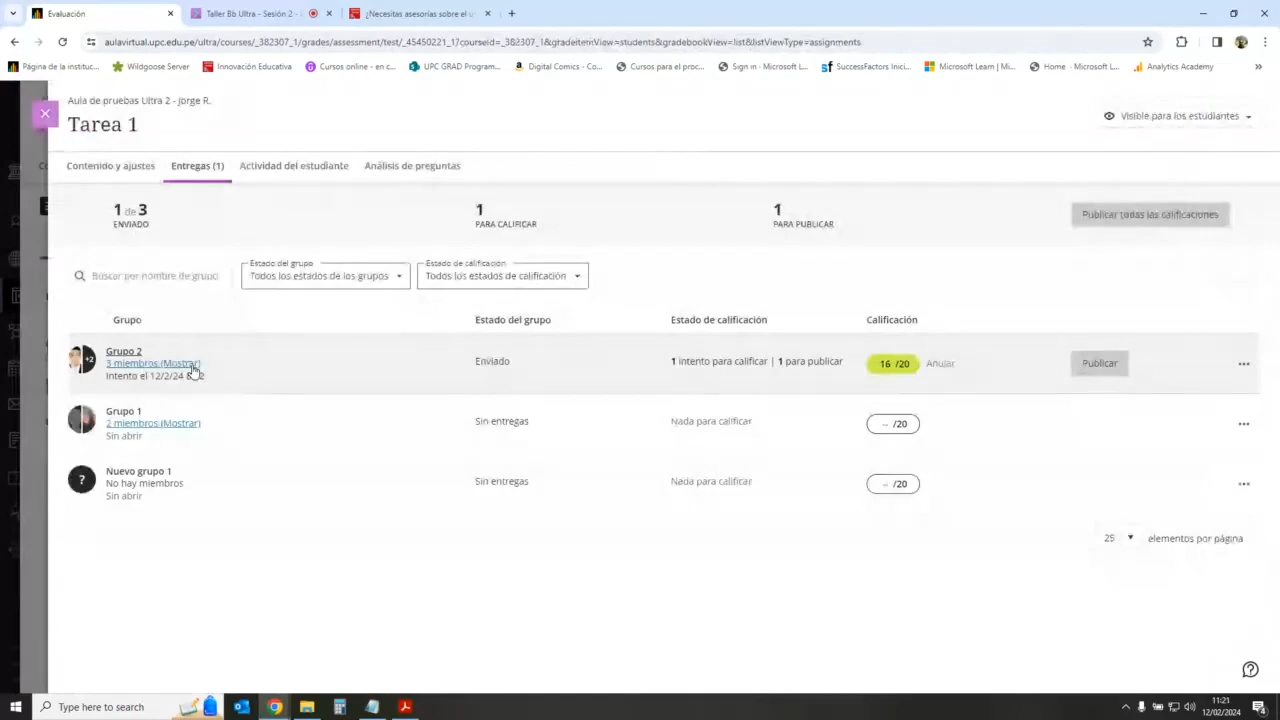 Evaluación
Taller Bb Ultra - Sesión 2 -
¿Necesitas asesorías sobre el u
aulavirtual.upc.edu.pe/ultra/courses/_382307_1/grades/assessment/test/_45450221_1?courseId=_382307_1&gradeitemView=students&gradebookView=list&listViewType=assignments
Página de la instituc...
Wildgoose Server
Innovación Educativa
Cursos online - en c...
UPC GRAD Program...
Digital Comics - Co...
Cursos para el proc...
Sign in - Microsoft L...
SuccessFactors Inici...
Microsoft Learn | Mi...
Home - Microsoft L...
Analytics Academy
Aula de pruebas Ultra 2 - Jorge R.
Tarea 1
Visible para los estudiantes
Contenido y ajustes
Entregas (1)
Actividad del estudiante
Análisis de preguntas
1 de 3
ENVIADO
1
PARA CALIFICAR
1
PARA PUBLICAR
Publicar todas las calificaciones
Buscar por nombre de grupo
Estado del grupo
Todos los estados de los grupos
Estado de calificación
Todos los estados de calificación
Grupo
Estado del grupo
Estado de calificación
Calificación
+2
Grupo 2
3 miembros (Mostrar)
Intento el 12/2/24
Enviado
1 intento para calificar | 1 para publicar
16 /20
Anular
Publicar
Grupo 1
2 miembros (Mostrar)
Sin abrir
Sin entregas
Nada para calificar
-- /20
?
Nuevo grupo 1
No hay miembros
Sin abrir
Sin entregas
Nada para calificar
-- /20
25
elementos por página
Type here to search
11:21
12/02/2024
4